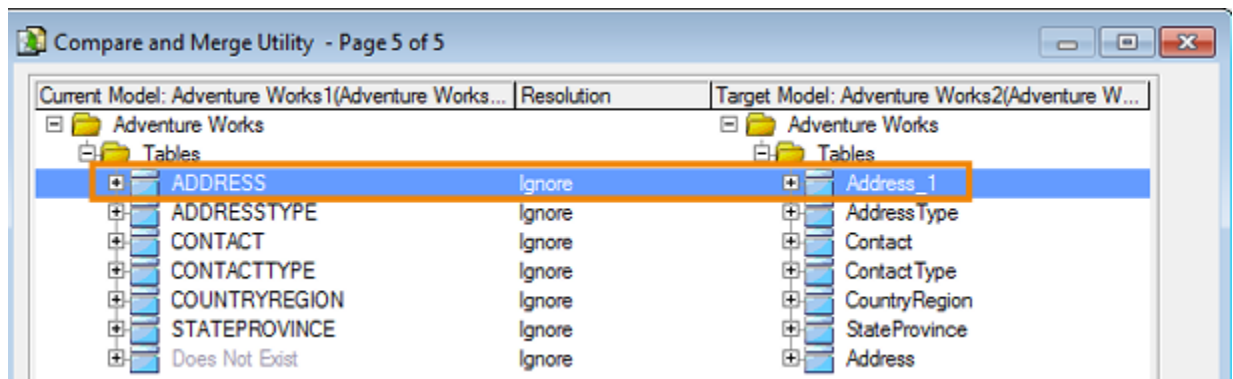 Compare and Merge Utility - Page 5 of 5
Current Model: Adventure Works1(Adventure Works... Resolution Target Model: Adventure Works2(Adventure W...
Adventure Works Adventure Works
Tables Tables
ADDRESS Ignore Address_1
ADDRESSTYPE Ignore AddressType
CONTACT Ignore Contact
CONTACTTYPE Ignore ContactType
COUNTRYREGION Ignore CountryRegion
STATEPROVINCE Ignore StateProvince
Does Not Exist Ignore Address